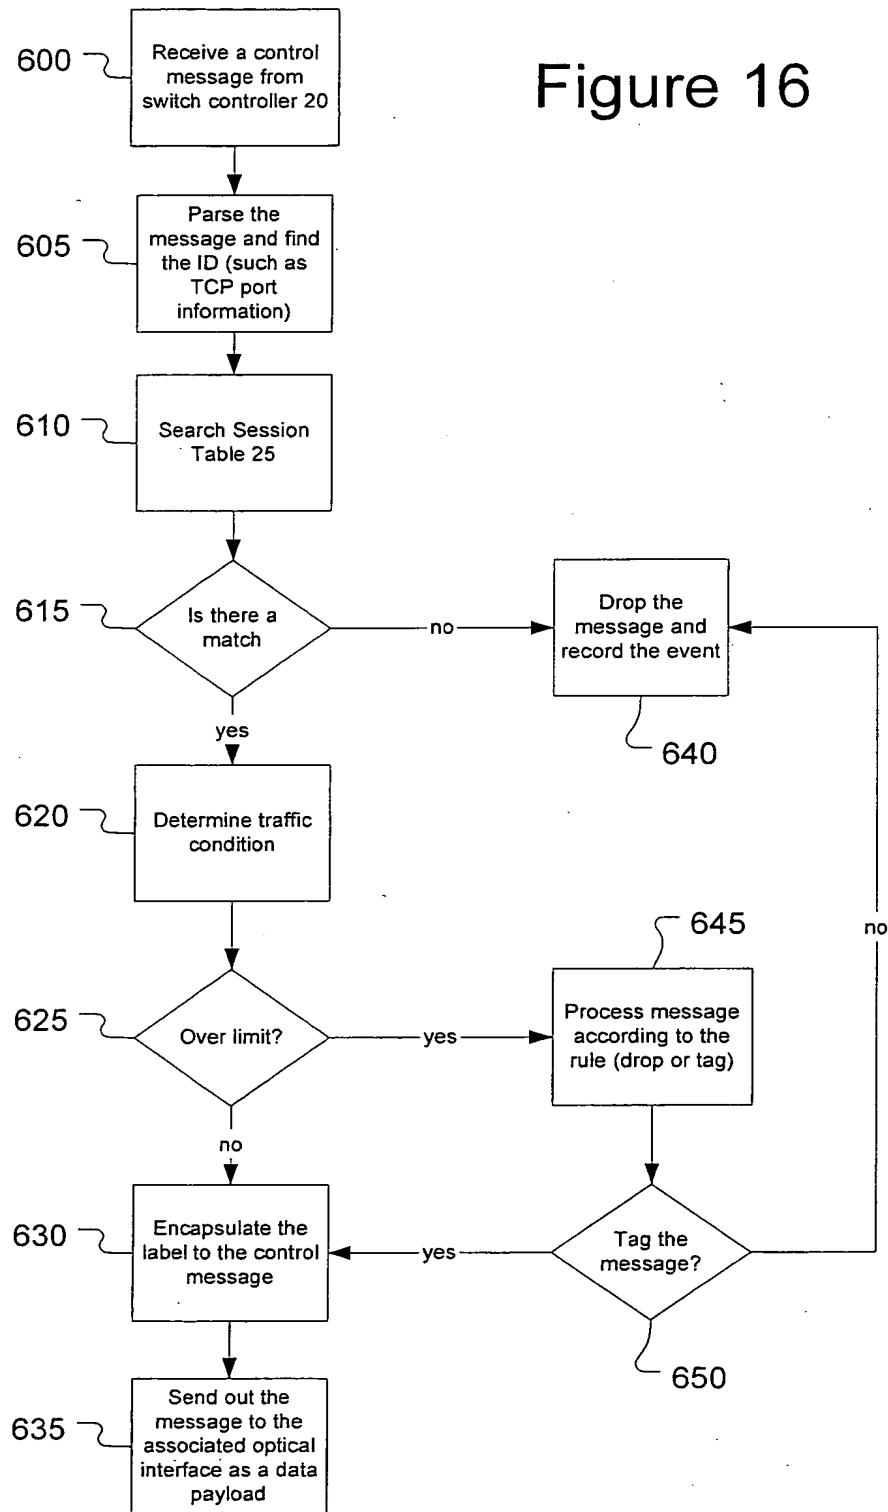 Figure 16
600
Receive a control
message from
switch controller 20
605
Parse the
message and find
the ID (such as
TCP port
information)
610
Search Session
Table 25
615
Is there a
match
no
Drop the
message and
record the event
640
yes
620
Determine traffic
condition
no
645
625
Over limit?
yes
Process message
according to the
rule (drop or tag)
no
630
Encapsulate the
label to the control
message
yes
Tag the
message?
650
635
Send out the
message to the
associated optical
interface as a data
payload